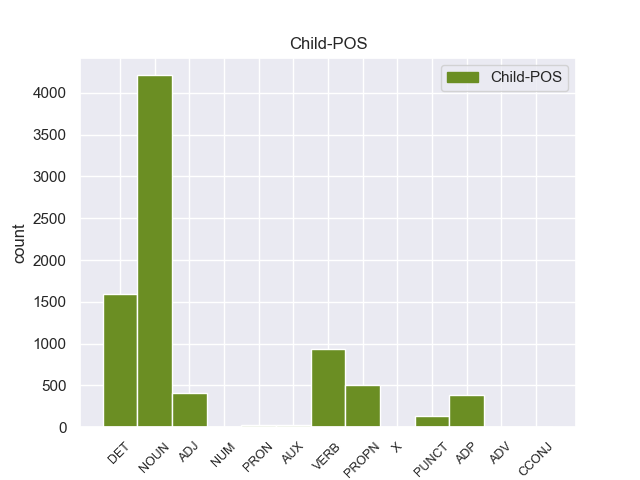 Child-POS
Child-POS
count
4000
3500
3000
2500
2000
1500
1000
500
0
DET NOUN ADJ NUM PRON AUX VERB PROPN X PUNCT ADP ADV CCONJ